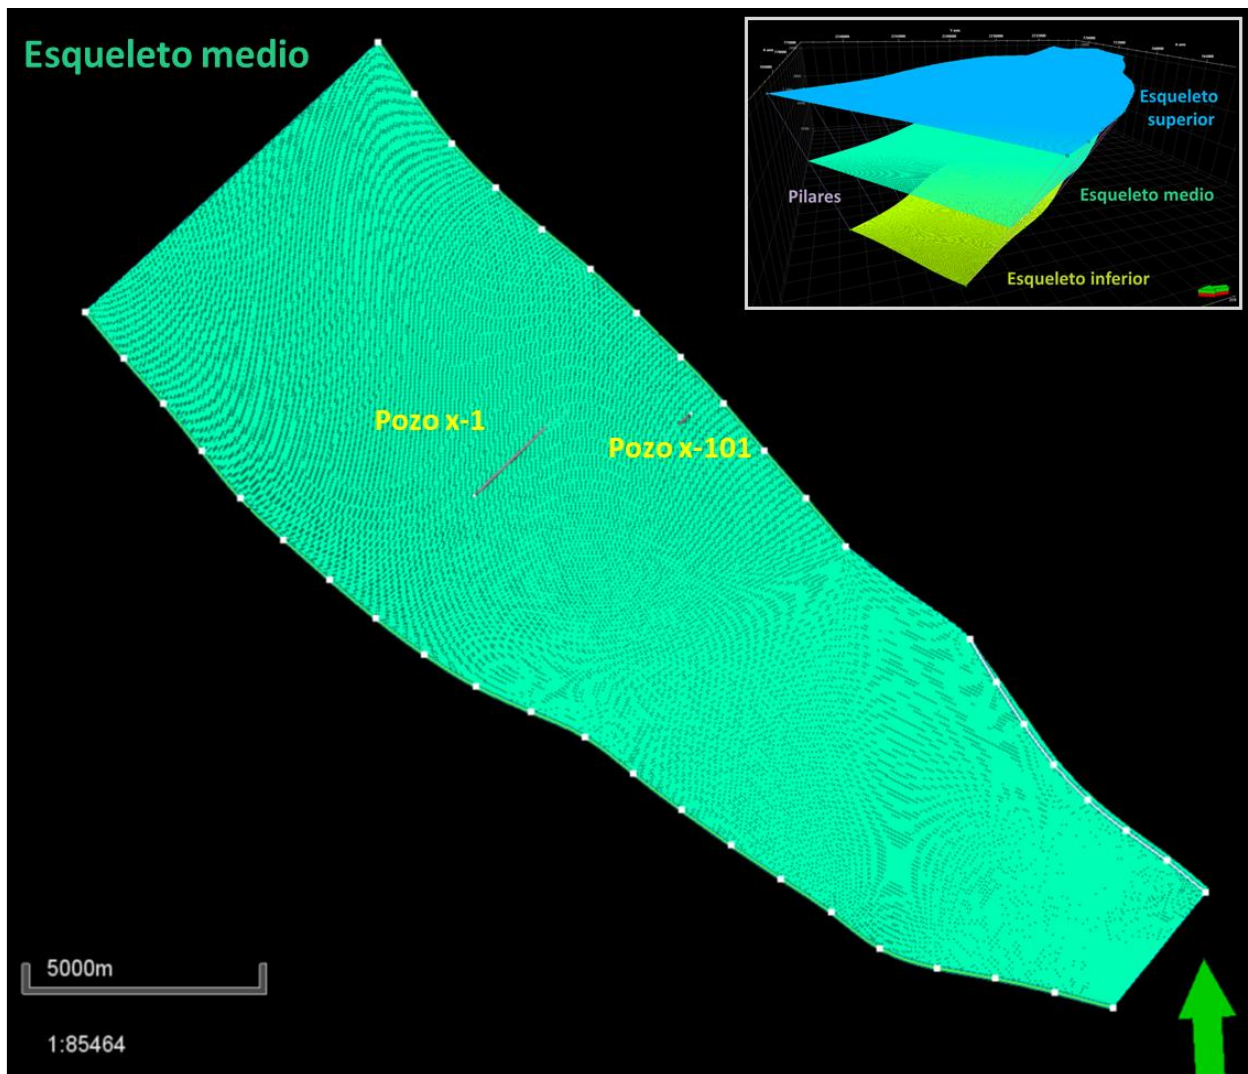 Esqueleto medio
Esqueleto
superior
Pilares
Esqueleto medio
Esqueleto inferior
Pozo x-1
Pozo x-101
5000m
1:85464